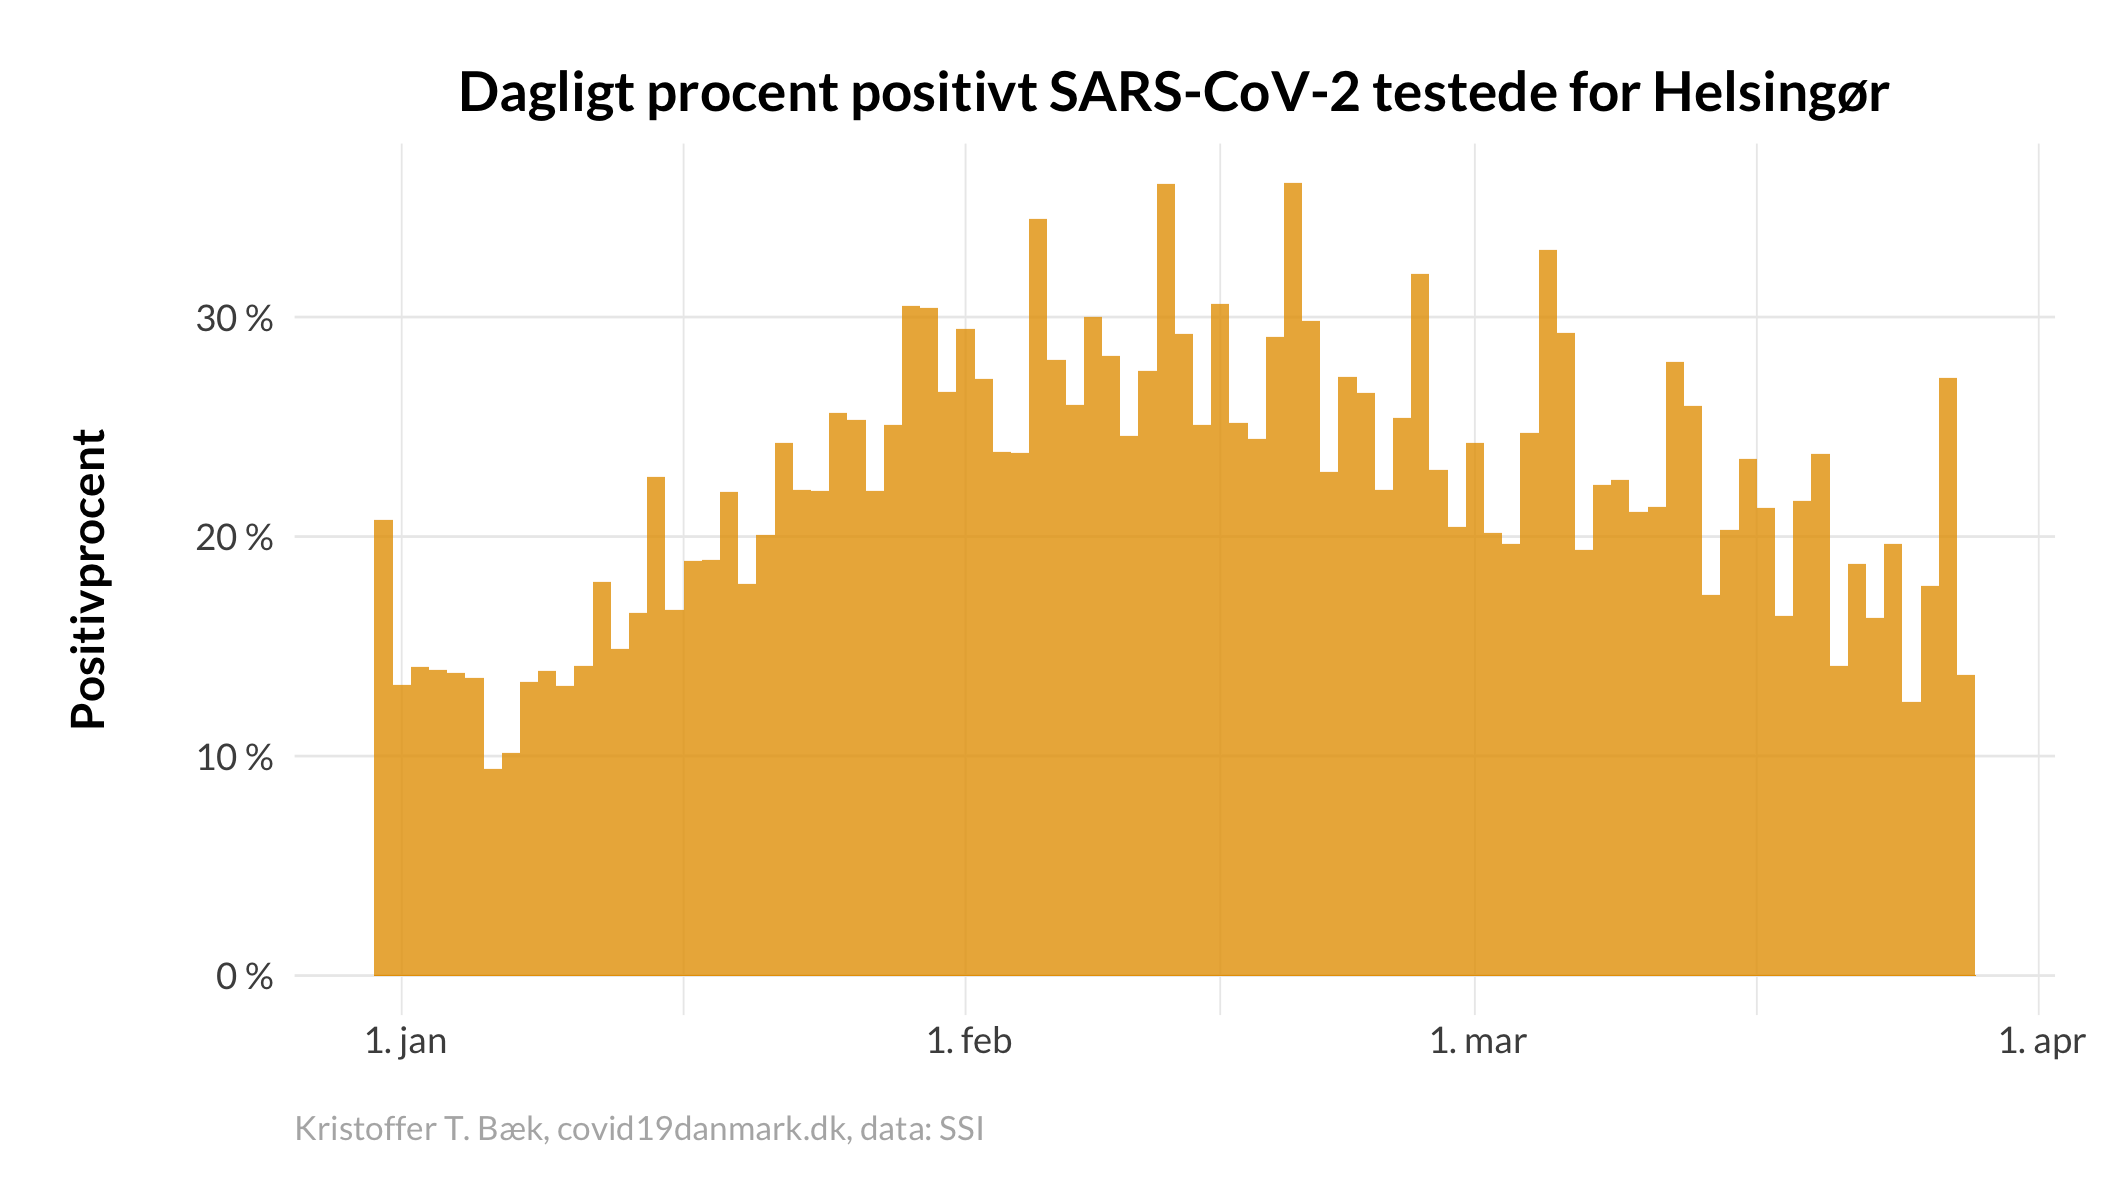 Dagligt procent positivt SARS-CoV-2 testede for Helsingør
Positivprocent
30 %
20 %
10 %
0 %
1. jan
1. feb
1. mar
1. apr
Kristoffer T. Bæk, covid19danmark.dk, data: SSI